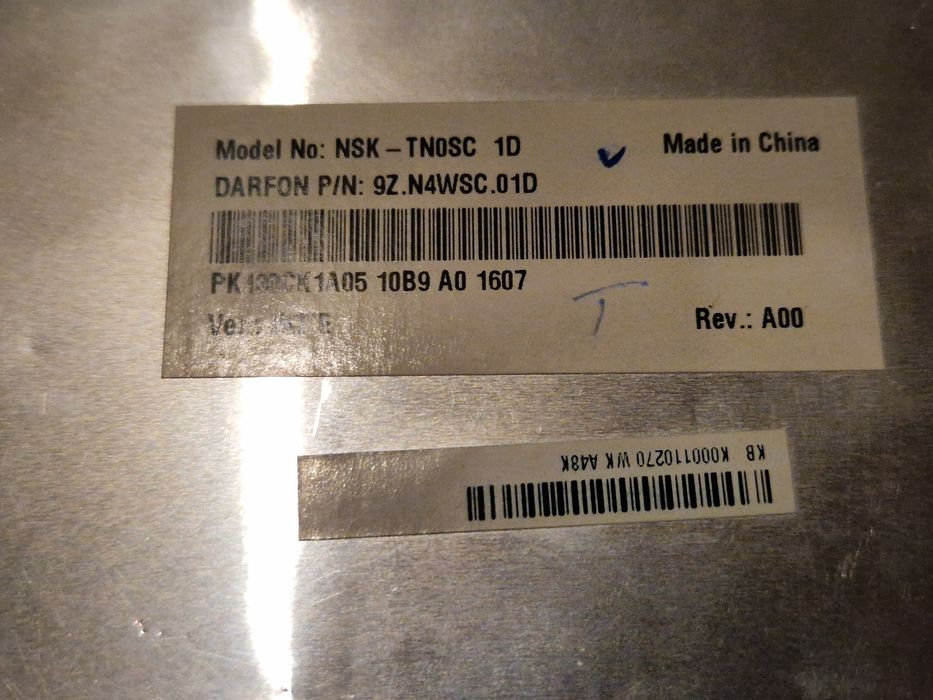 Model No: NSK-TN0SC 1D
Made in China
DARFON P/N: 9Z.N4WSC.01D
10B9 A0 1607
T
Rev.: A00
KB K000110270 WK A48K